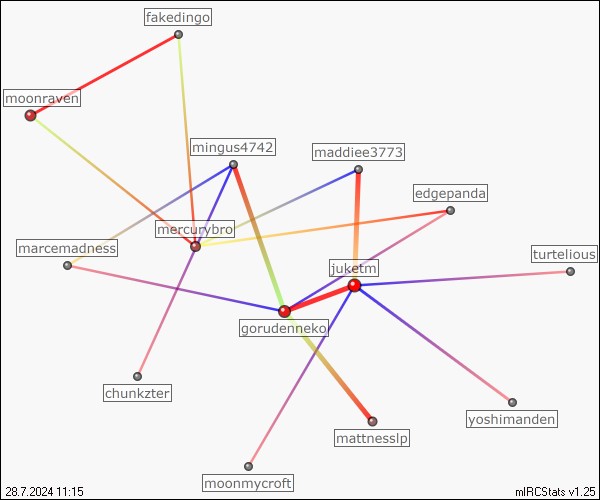 fakedingo
moonraven
mingus4742
maddiee3773
edgepanda
mercurybro
marcemadness
turtelious
juketm
gorudenneko
chunkzter
yoshimanden
mattnesslp
moonmycroft
28.7.2024 11:15
mIRCStats v1.25